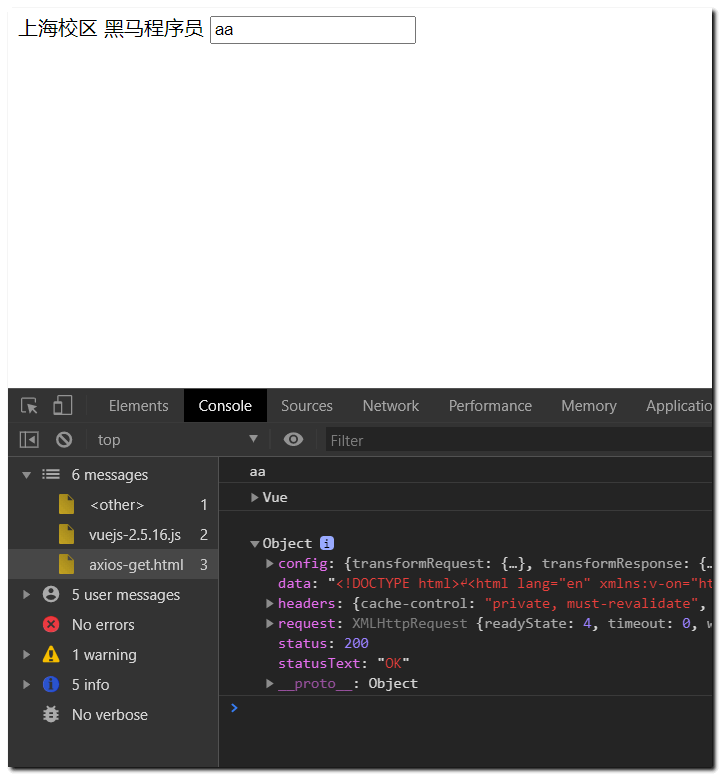 上海校区 黑马程序员 aa
Elements Console Sources Network Performance Memory Applicatio
top Filter
6 messages
<other> 1
vuejs-2.5.16.js 2
axios-get.html 3
5 user messages
No errors
1 warning
5 info
No verbose
aa
Vue
Object i
config: {transformRequest: {…}, transformResponse: {…
data: "<!DOCTYPE html>↵<html lang="en" xmlns:v-on="ht
headers: {cache-control: "private, must-revalidate",
request: XMLHttpRequest {readyState: 4, timeout: 0, w
status: 200
statusText: "OK"
__proto__: Object